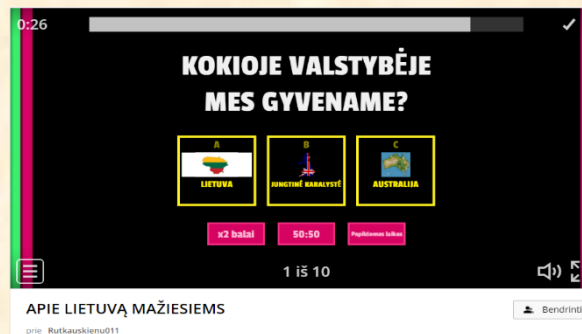 0:26
KOKIOJE VALSTYBĖJE
MES GYVENAME?
A
LIETUVA
B
JUNGTINĖ KARALYSTĖ
C
AUSTRALIJA
x2 balai
50:50
Papildomas laikas
1 iš 10
APIE LIETUVĄ MAŽIESIEMS
Bendrinti
prie Rutkauskienu011